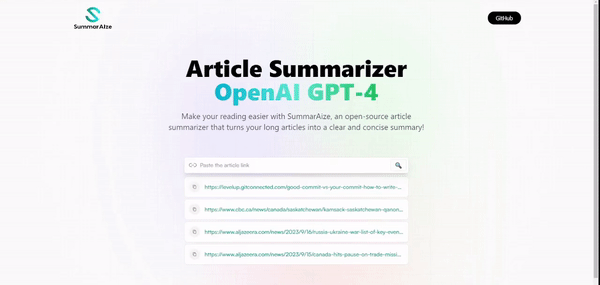 SummarAIze
GitHub
Article Summarizer
OpenAI GPT-4
Make your reading easier with SummarAize, an open-source article
summarizer that turns your long articles into a clear and concise summary!
Paste the article link
https://levelup.gitconnected.com/good-commit-vs-your-commit-how-to-write-...
https://www.cbc.ca/news/canada/saskatchewan/kamsack-saskatchewan-qanon...
https://www.aljazeera.com/news/2023/9/16/russia-ukraine-war-list-of-key-even...
https://www.aljazeera.com/news/2023/9/15/canada-hits-pause-on-trade-miss...